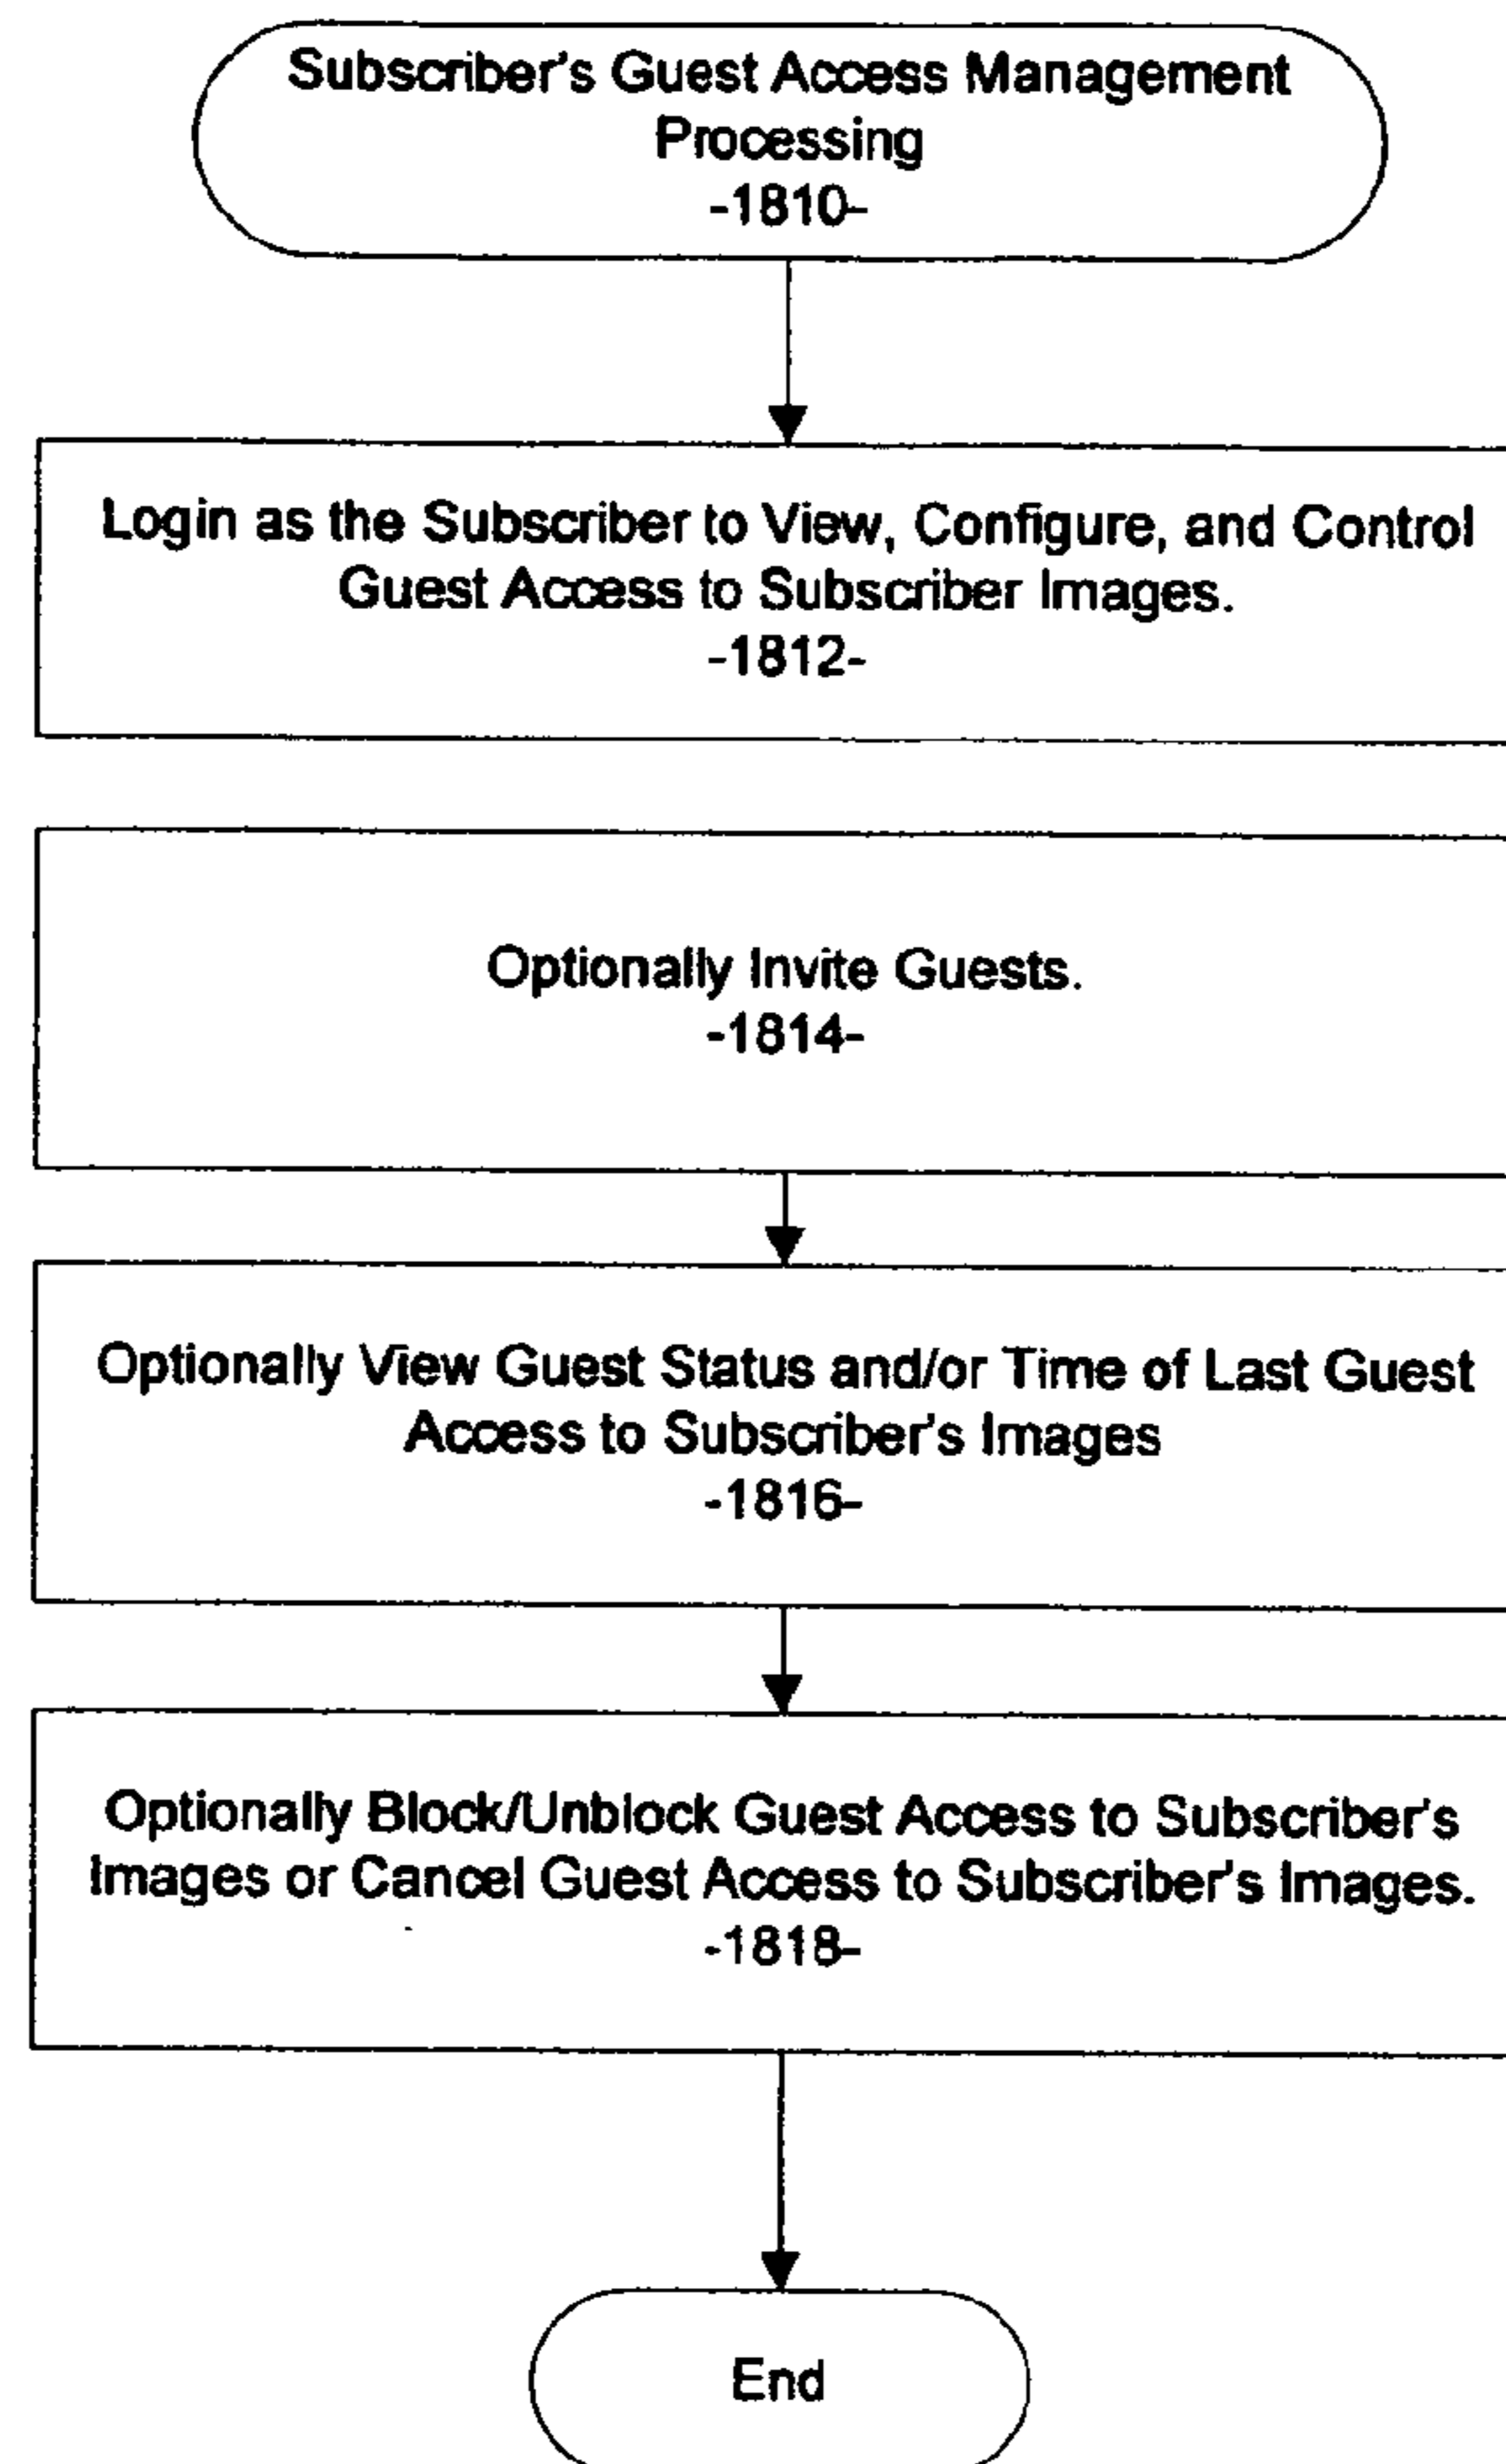 Subscriber's Guest Access Management
Processing
-1810-
Login as the Subscriber to View, Configure, and Control
Guest Access to Subscriber Images.
-1812-
Optionally Invite Guests.
-1814-
Optionally View Guest Status and/or Time of Last Guest
Access to Subscriber's Images
-1816-
Optionally Block/Unblock Guest Access to Subscriber's
Images or Cancel Guest Access to Subscriber's Images.
-1818-
End